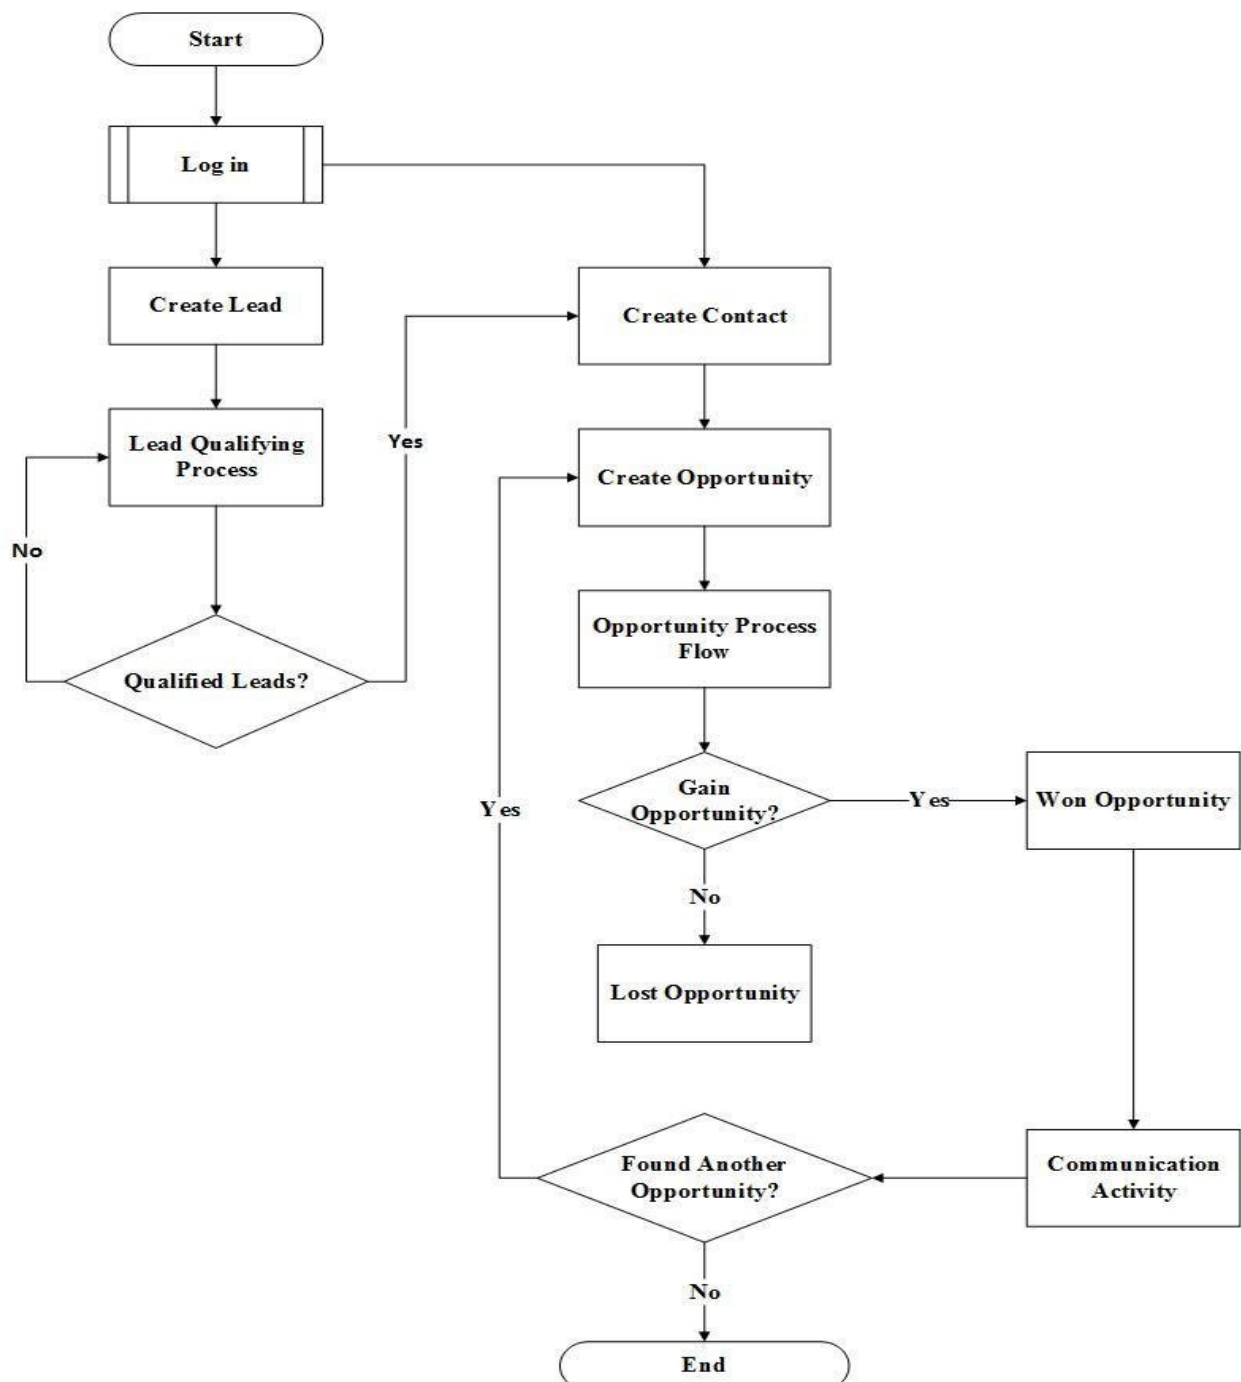 Start
Log in
Create Lead
Create Contact
Lead Qualifying
Process
Yes
Create Opportunity
No
Opportunity Process
Flow
Qualified Leads?
Gain
Opportunity?
Yes
Won Opportunity
Yes
No
Lost Opportunity
Found Another
Opportunity?
Communication
Activity
No
End